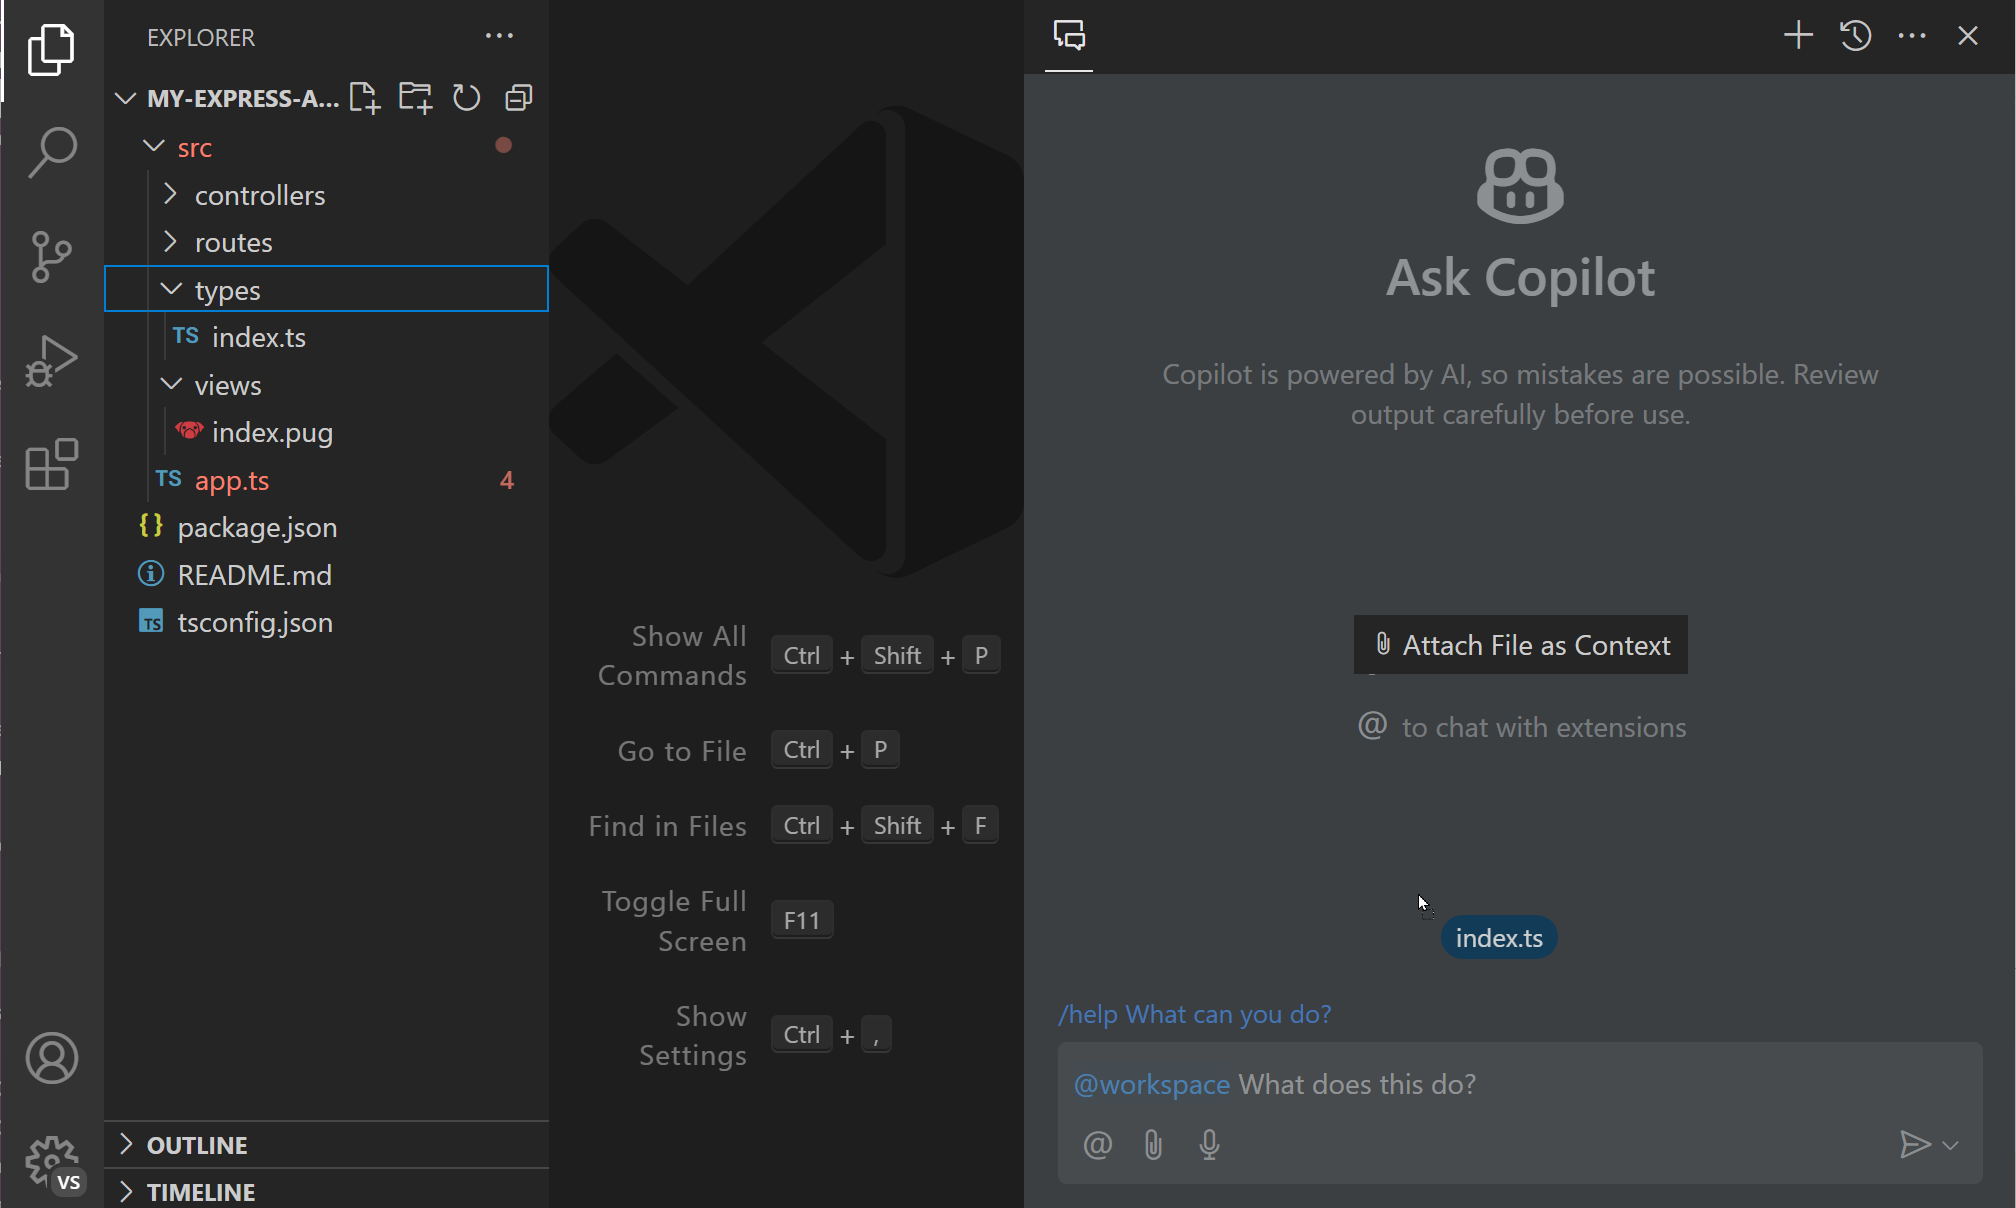 EXPLORER
MY-EXPRESS-A...
src
controllers
routes
types
TS index.ts
views
index.pug
TS app.ts 4
{} package.json
README.md
TS tsconfig.json
OUTLINE
TIMELINE
VS
Show All
Commands
Ctrl + Shift + P
Go to File Ctrl + P
Find in Files Ctrl + Shift + F
Toggle Full
Screen
F11
Show
Settings
Ctrl + ,
Ask Copilot
Copilot is powered by AI, so mistakes are possible. Review
output carefully before use.
Attach File as Context
@ to chat with extensions
index.ts
/help What can you do?
@workspace What does this do?
@